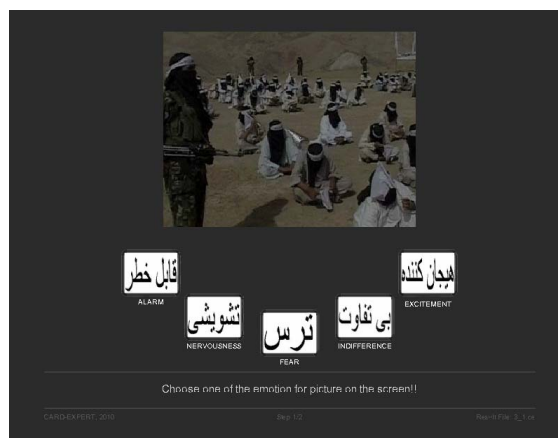 قابل خطر
ALARM
تشویشی
NERVOUSNESS
ترس
FEAR
بی تفاوت
INDIFFERENCE
هیجان کننده
EXCITEMENT
Choose one of the emotion for picture on the screen!!
CARD-EXPERT, 2010
Step 1/2